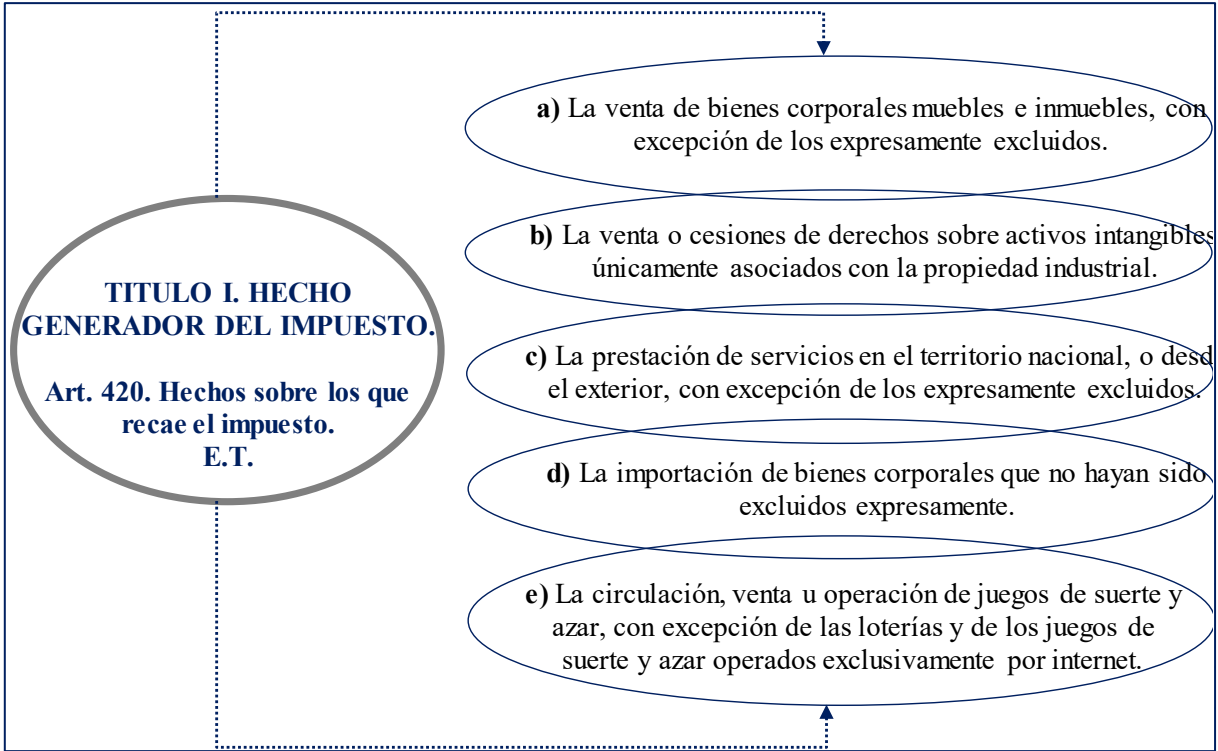 TITULO I. HECHO
GENERADOR DEL IMPUESTO.
Art. 420. Hechos sobre los que
recae el impuesto.
E.T.
a) La venta de bienes corporales muebles e inmuebles, con
excepción de los expresamente excluidos.
b) La venta o cesiones de derechos sobre activos intangibles
únicamente asociados con la propiedad industrial.
c) La prestación de servicios en el territorio nacional, o desd
el exterior, con excepción de los expresamente excluidos.
d) La importación de bienes corporales que no hayan sido
excluidos expresamente.
e) La circulación, venta u operación de juegos de suerte y
azar, con excepción de las loterías y de los juegos de
suerte y azar operados exclusivamente por internet.